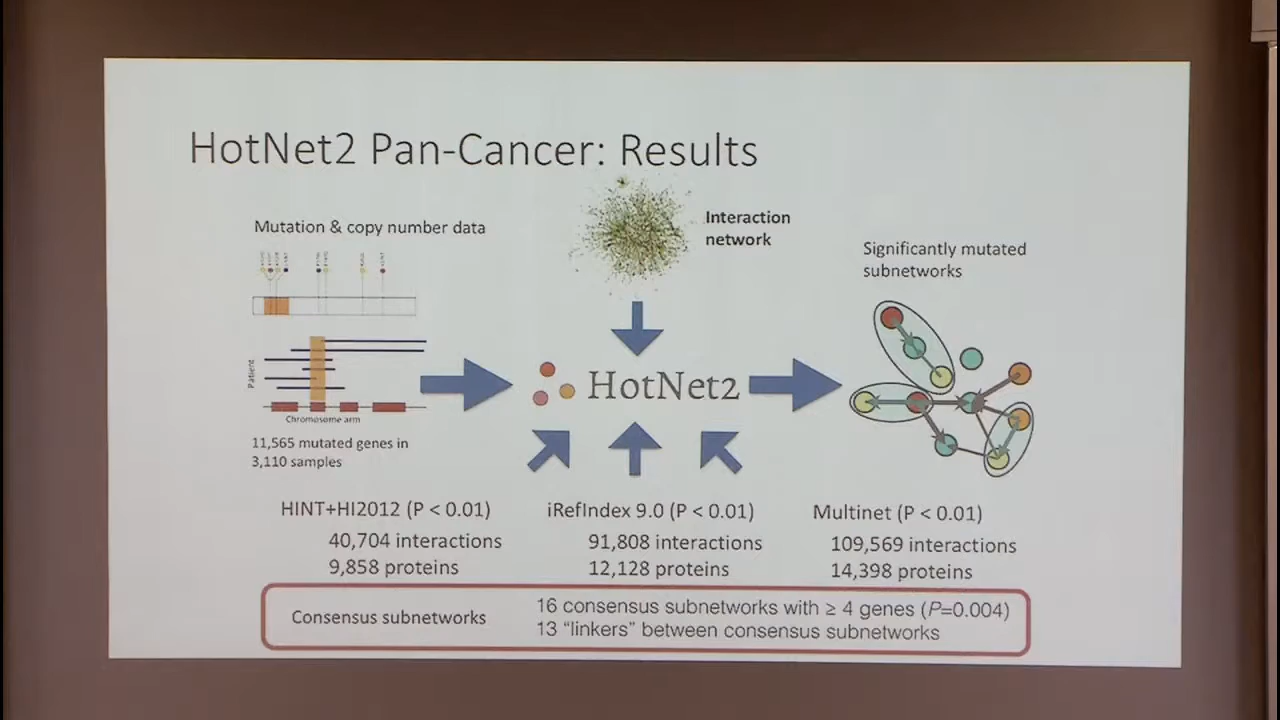 HotNet2 Pan-Cancer: Results
Mutation & copy number data
Interaction
network
Significantly mutated
subnetworks
Patient
Chromosome arm
11,565 mutated genes in
3,110 samples
HotNet2
HINT+HI2012 (P < 0.01)
40,704 interactions
9,858 proteins
iRefIndex 9.0 (P < 0.01)
91,808 interactions
12,128 proteins
Multinet (P < 0.01)
109,569 interactions
14,398 proteins
Consensus subnetworks
16 consensus subnetworks with ≥ 4 genes (P=0.004)
13 “linkers” between consensus subnetworks